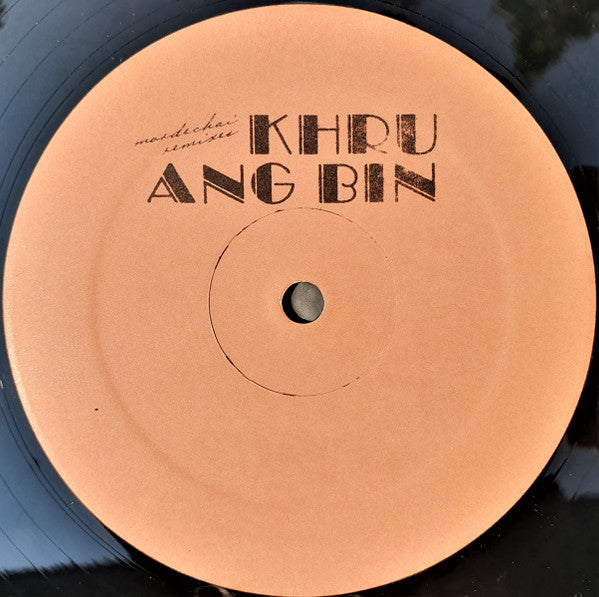 mordechai
remixes
KHRU
ANG BIN